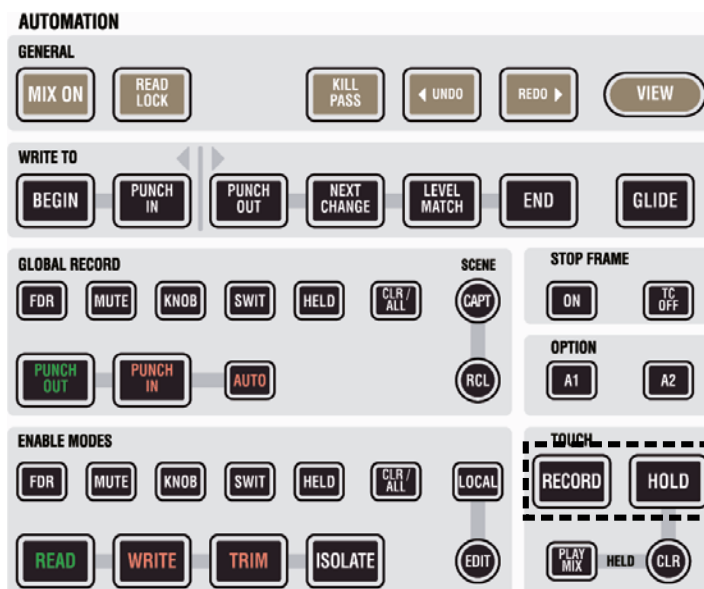 AUTOMATION
GENERAL
MIX ON
READ
LOCK
KILL
PASS
UNDO
REDO
VIEW
WRITE TO
BEGIN
PUNCH
IN
PUNCH
OUT
NEXT
CHANGE
LEVEL
MATCH
END
GLIDE
GLOBAL RECORD
SCENE
FDR
MUTE
KNOB
SWIT
HELD
CLR /
ALL
CAPT
PUNCH
OUT
PUNCH
IN
AUTO
RCL
STOP FRAME
ON
TC
OFF
OPTION
A1
A2
ENABLE MODES
FDR
MUTE
KNOB
SWIT
HELD
CLR /
ALL
LOCAL
READ
WRITE
TRIM
ISOLATE
EDIT
TOUCH
RECORD
HOLD
PLAY
MIX
HELD
CLR